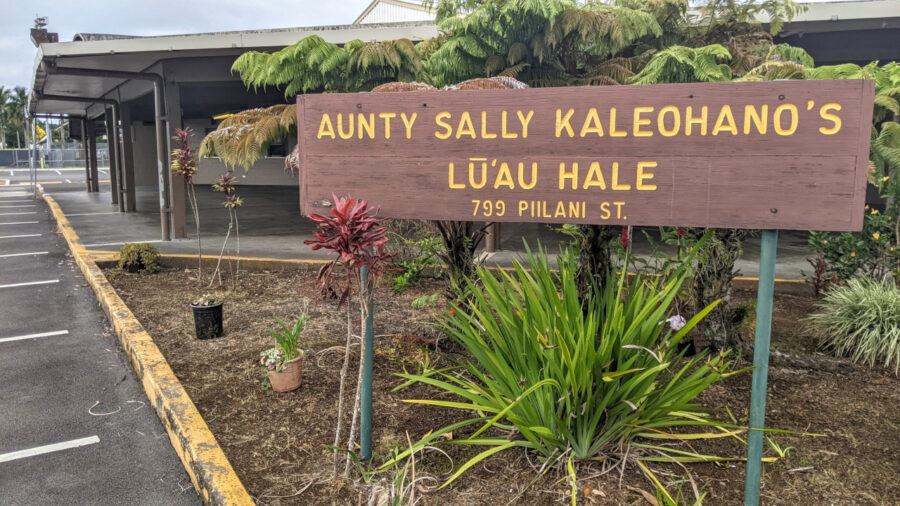 AUNTY SALLY KALEOHANO'S
LŪ'AU HALE
799 PIILANI ST.